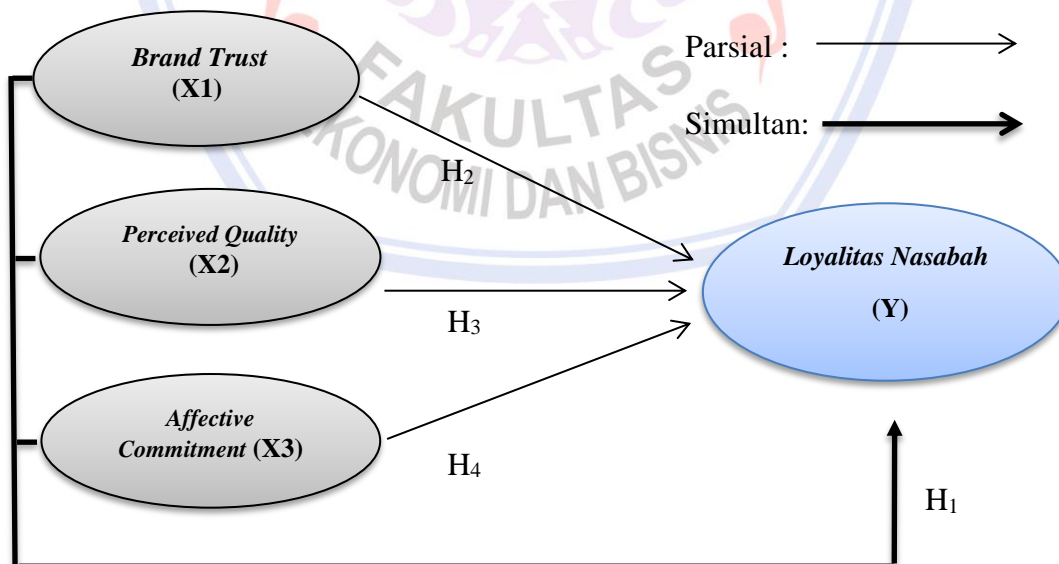 Brand Trust
(X1)
Parsial :
FAKULTAS
EKONOMI DAN BISNIS
Simultan:
H2
Perceived Quality
(X2)
Loyalitas Nasabah
(Y)
H3
Affective
Commitment (X3)
H4
H1